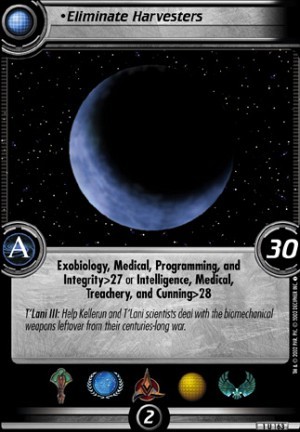 •Eliminate Harvesters
A
30
Exobiology, Medical, Programming, and
Integrity>27 or Intelligence, Medical,
Treachery, and Cunning>28
T'Lani III: Help Kellerun and T'Lani scientists deal with the biomechanical
weapons leftover from their centuries-long war.
2